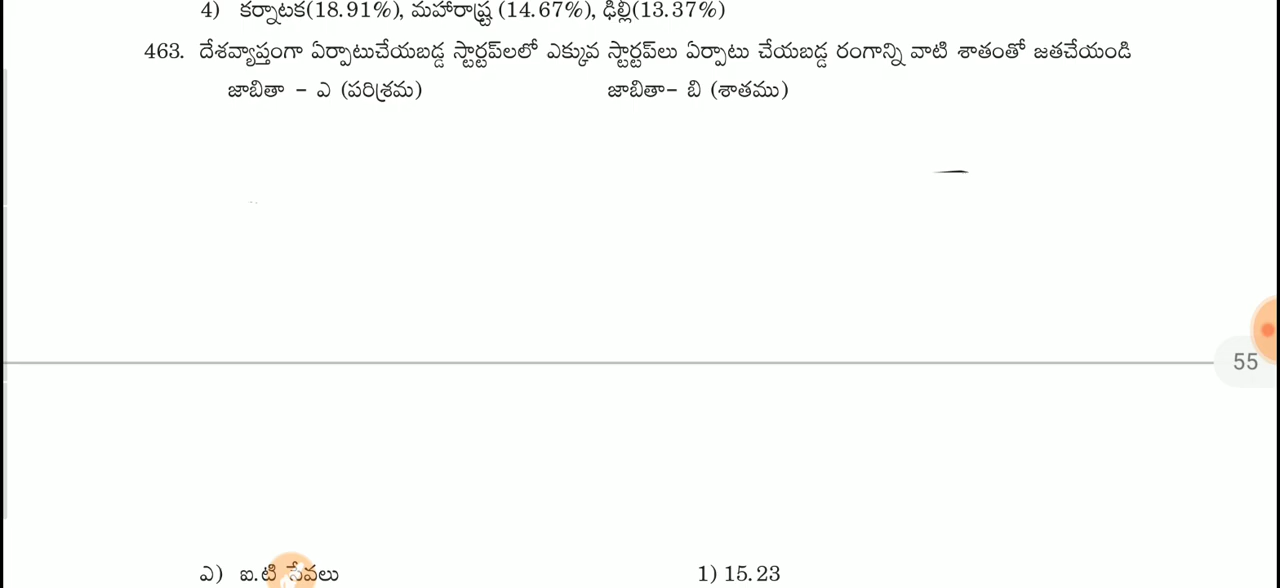 4) కర్నాటక(18.91%), మహారాష్ట్ర (14.67%), ఢిల్లీ(13.37%)
463. దేశవ్యాప్తంగా ఏర్పాటుచేయబడ్డ స్టార్టప్‌లలో ఎక్కువ స్టార్టప్‌లు ఏర్పాటు చేయబడ్డ రంగాన్ని వాటి శాతంతో జతచేయండి
జాబితా - ఎ (పరిశ్రమ) జాబితా- బి (శాతము)
55
ఎ) ఐ.టి సేవలు 1) 15.23